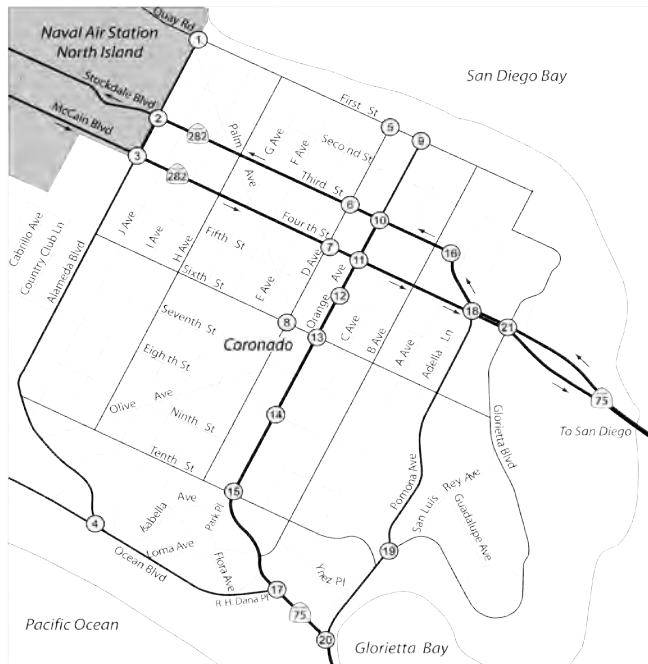 Naval Air Station
North Island
Quay Rd
1
San Diego Bay
Stockdale Blvd
McCain Blvd
2
282
3
282
First St
5
9
Palm
Ave
G Ave
F Ave
Second St
Third St
6
10
Fourth St
7
11
16
Cabrillo Ave
Country Club Ln
Alameda Blvd
J Ave
I Ave
H Ave
Fifth St
Sixth St
E Ave
D Ave
Orange Ave
12
C Ave
B Ave
A Ave
Adella Ln
18
21
Seventh St
8
13
Coronado
Eighth St
75
To San Diego
Olive Ave
Ninth St
14
Glorietta Blvd
Tenth St
15
Pomona Ave
San Luis Rey Ave
Guadalupe Ave
4
Isabella Ave
Park Pl
Loma Ave
Ocean Blvd
Flora Ave
Ynez Pl
19
R.H. Dana Pl
17
75
20
Pacific Ocean
Glorietta Bay